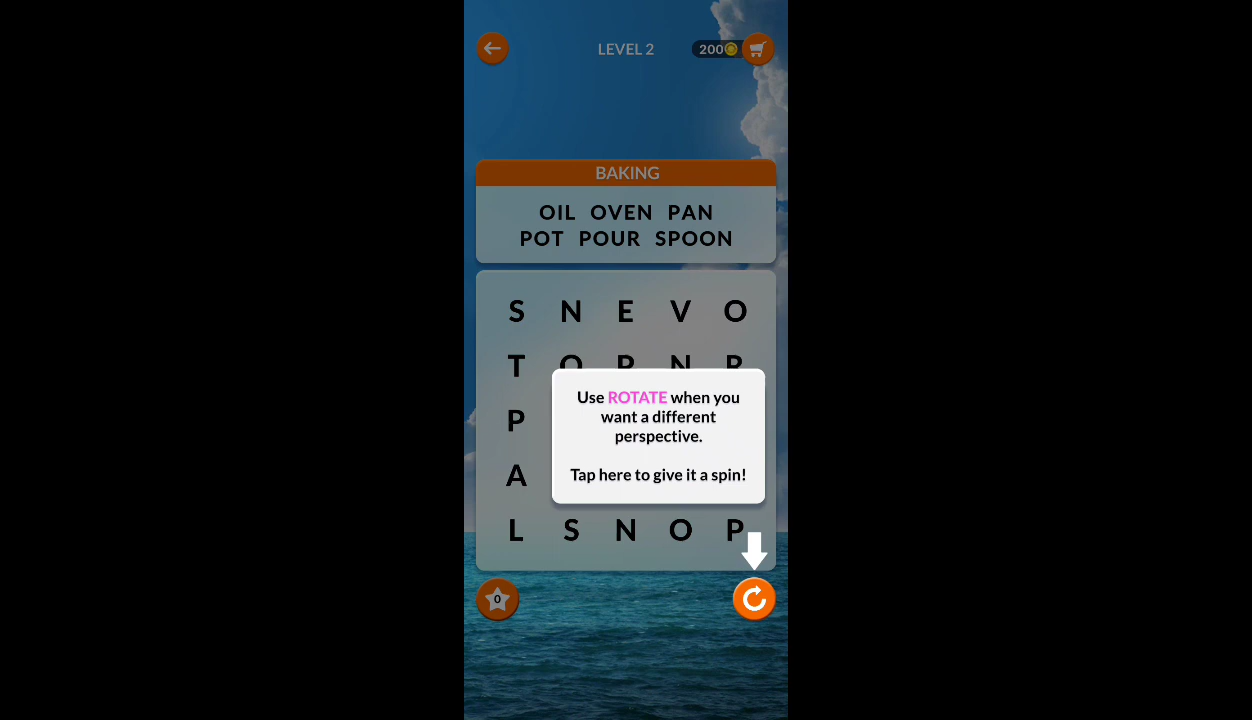 LEVEL 2
200
BAKING
OIL OVEN PAN
POT POUR SPOON
S N E V O
T O P N R
P
A
L S N O P
Use ROTATE when you
want a different
perspective.
Tap here to give it a spin!
0